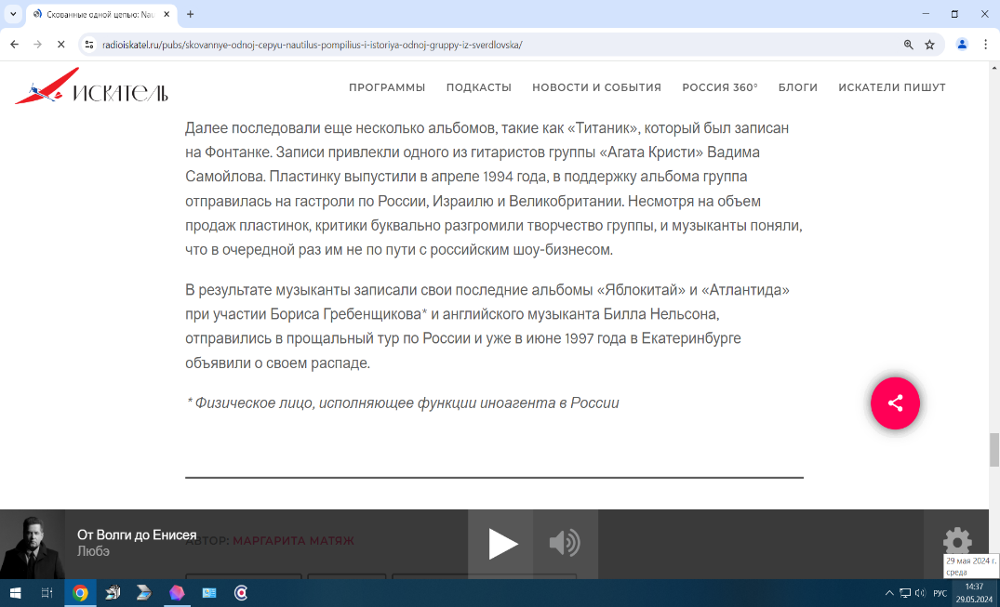 Скованные одной цепью: Nau
radioiskatel.ru/pubs/skovannye-odnoj-cepyu-nautilus-pompilius-i-istoriya-odnoj-gruppy-iz-sverdlovska/
ИСКАТЕЛЬ
ПРОГРАММЫ ПОДКАСТЫ НОВОСТИ И СОБЫТИЯ РОССИЯ 360° БЛОГИ ИСКАТЕЛИ ПИШУТ
Далее последовали еще несколько альбомов, такие как «Титаник», который был записан
на Фонтанке. Записи привлекли одного из гитаристов группы «Агата Кристи» Вадима
Самойлова. Пластинку выпустили в апреле 1994 года, в поддержку альбома группа
отправилась на гастроли по России, Израилю и Великобритании. Несмотря на объем
продаж пластинок, критики буквально разгромили творчество группы, и музыканты поняли,
что в очередной раз им не по пути с российским шоу-бизнесом.
В результате музыканты записали свои последние альбомы «Яблокитай» и «Атлантида»
при участии Бориса Гребенщикова* и английского музыканта Билла Нельсона,
отправились в прощальный тур по России и уже в июне 1997 года в Екатеринбурге
объявили о своем распаде.
* Физическое лицо, исполняющее функции иноагента в России
От Волги до Енисея
Любэ
АВТОР: МАРГАРИТА МАТЯЖ
29 мая 2024 г.
среда
РУС
14:37
29.05.2024